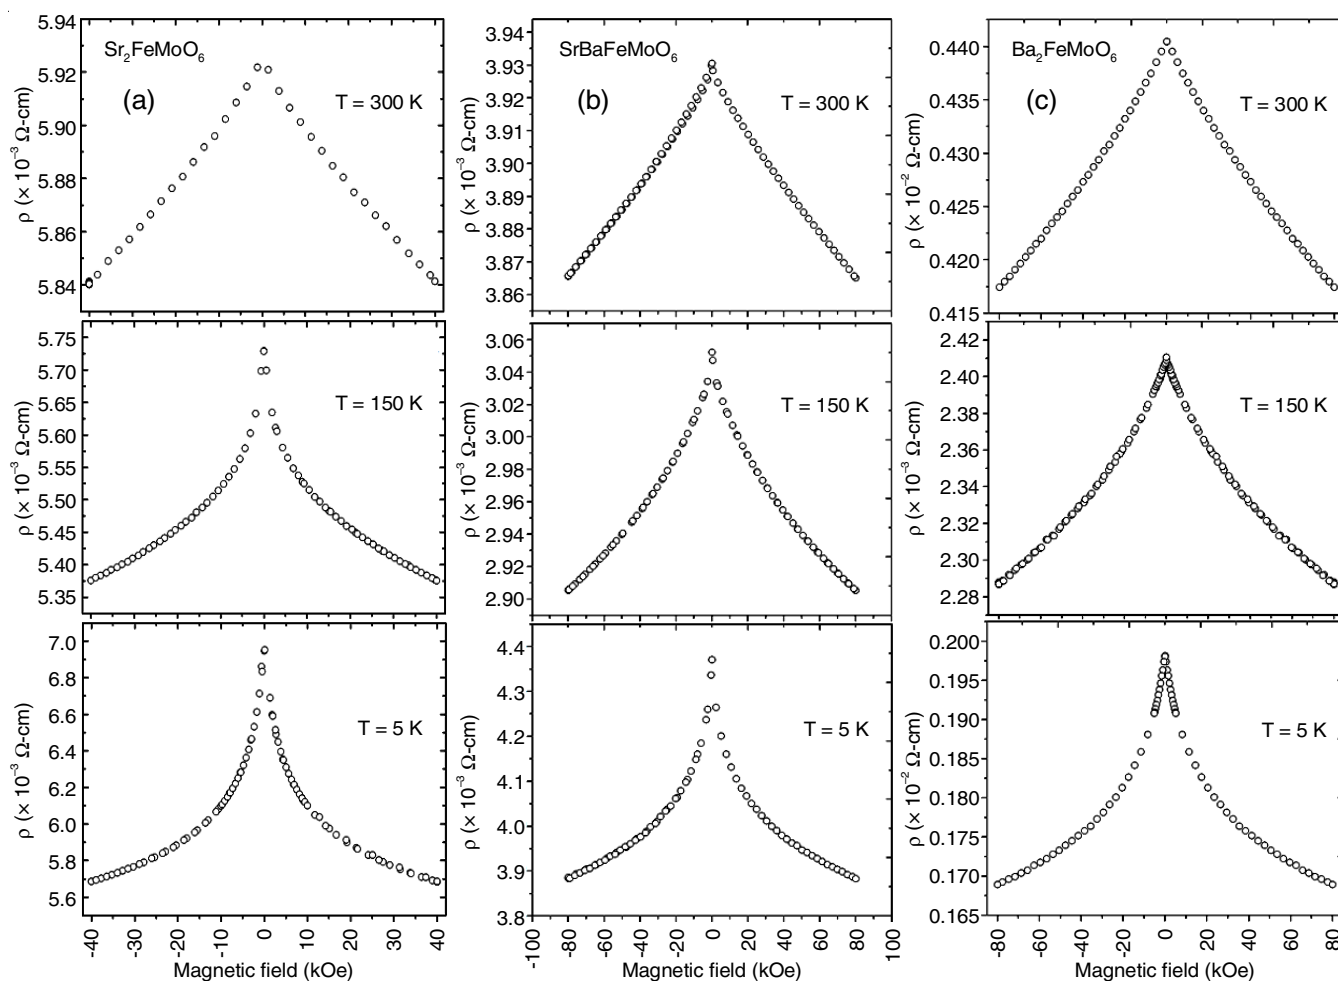 Sr₂FeMoO₆
(a)
T = 300 K
ρ (× 10⁻³ Ω-cm)
5.94
5.92
5.90
5.88
5.86
5.84
T = 150 K
ρ (× 10⁻³ Ω-cm)
5.75
5.70
5.65
5.60
5.55
5.50
5.45
5.40
5.35
T = 5 K
ρ (× 10⁻³ Ω-cm)
7.0
6.8
6.6
6.4
6.2
6.0
5.8
5.6
-40 -30 -20 -10 0 10 20 30 40
Magnetic field (kOe)
SrBaFeMoO₆
(b)
T = 300 K
ρ (× 10⁻³ Ω-cm)
3.94
3.93
3.92
3.91
3.90
3.89
3.88
3.87
3.86
T = 150 K
ρ (× 10⁻³ Ω-cm)
3.06
3.04
3.02
3.00
2.98
2.96
2.94
2.92
2.90
T = 5 K
ρ (× 10⁻³ Ω-cm)
4.4
4.3
4.2
4.1
4.0
3.9
3.8
-100 -80 -60 -40 -20 0 20 40 60 80 100
Magnetic field (kOe)
Ba₂FeMoO₆
(c)
T = 300 K
ρ (× 10⁻² Ω-cm)
0.440
0.435
0.430
0.425
0.420
0.415
T = 150 K
ρ (× 10⁻³ Ω-cm)
2.42
2.40
2.38
2.36
2.34
2.32
2.30
2.28
T = 5 K
ρ (× 10⁻² Ω-cm)
0.200
0.195
0.190
0.185
0.180
0.175
0.170
0.165
-80 -60 -40 -20 0 20 40 60 80
Magnetic field (kOe)